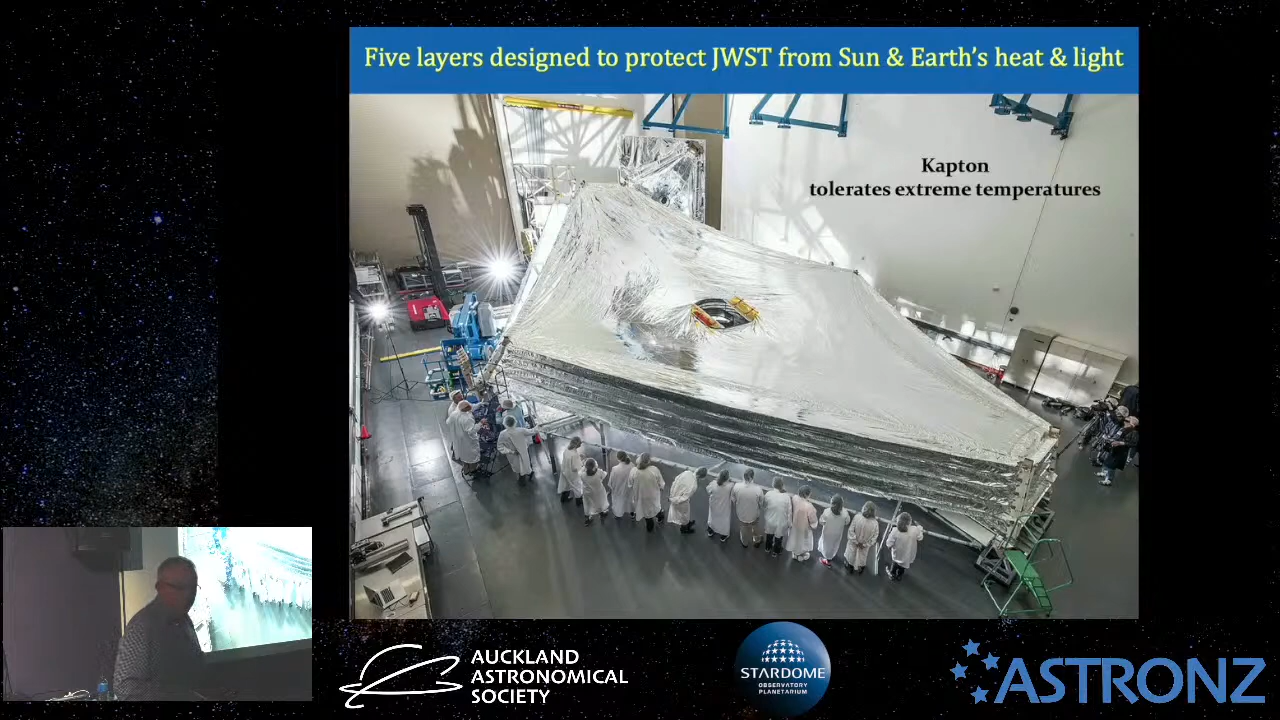 Five layers designed to protect JWST from Sun & Earth's heat & light
Kapton
tolerates extreme temperatures
AUCKLAND
ASTRONOMICAL
SOCIETY
STARDOME
OBSERVATORY
PLANETARIUM
ASTRONZ